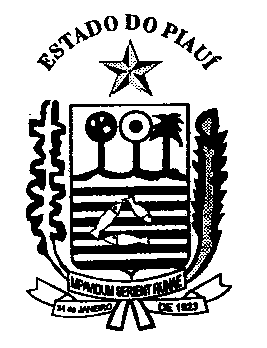 ESTADO DO PIAUÍ
IMPAVIDUM FERIENT RUINAE
24 de JANEIRO DE 1823